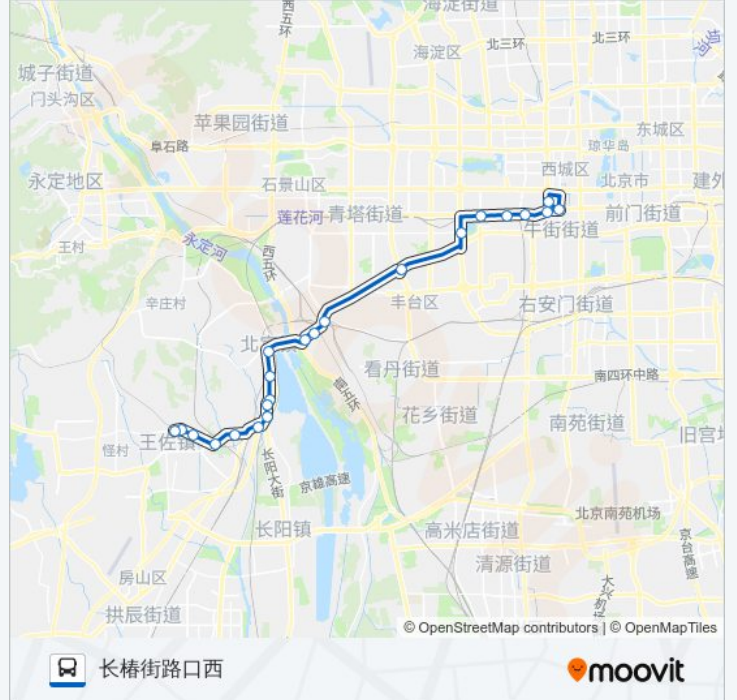 海淀街道
西五环
海淀区
北三环
北三环
坝河
城子街道
门头沟区
苹果园街道
东城区
阜石路
琼华岛
西城区
永定地区
石景山区
北京市
建外
莲花河
青塔街道
前门街道
牛街街道
永定河
王村
西五环
辛庄村
丰台区
右安门街道
看丹街道
南四环中路
西五环
花乡街道
南苑街道
旧宫
王佐镇
怪村
长阳大街
京雄高速
北京南苑机场
长阳镇
高米店街道
京台高速
清源街道
房山区
拱辰街道
© OpenStreetMap contributors | © OpenMapTiles
长椿街路口西
moovit